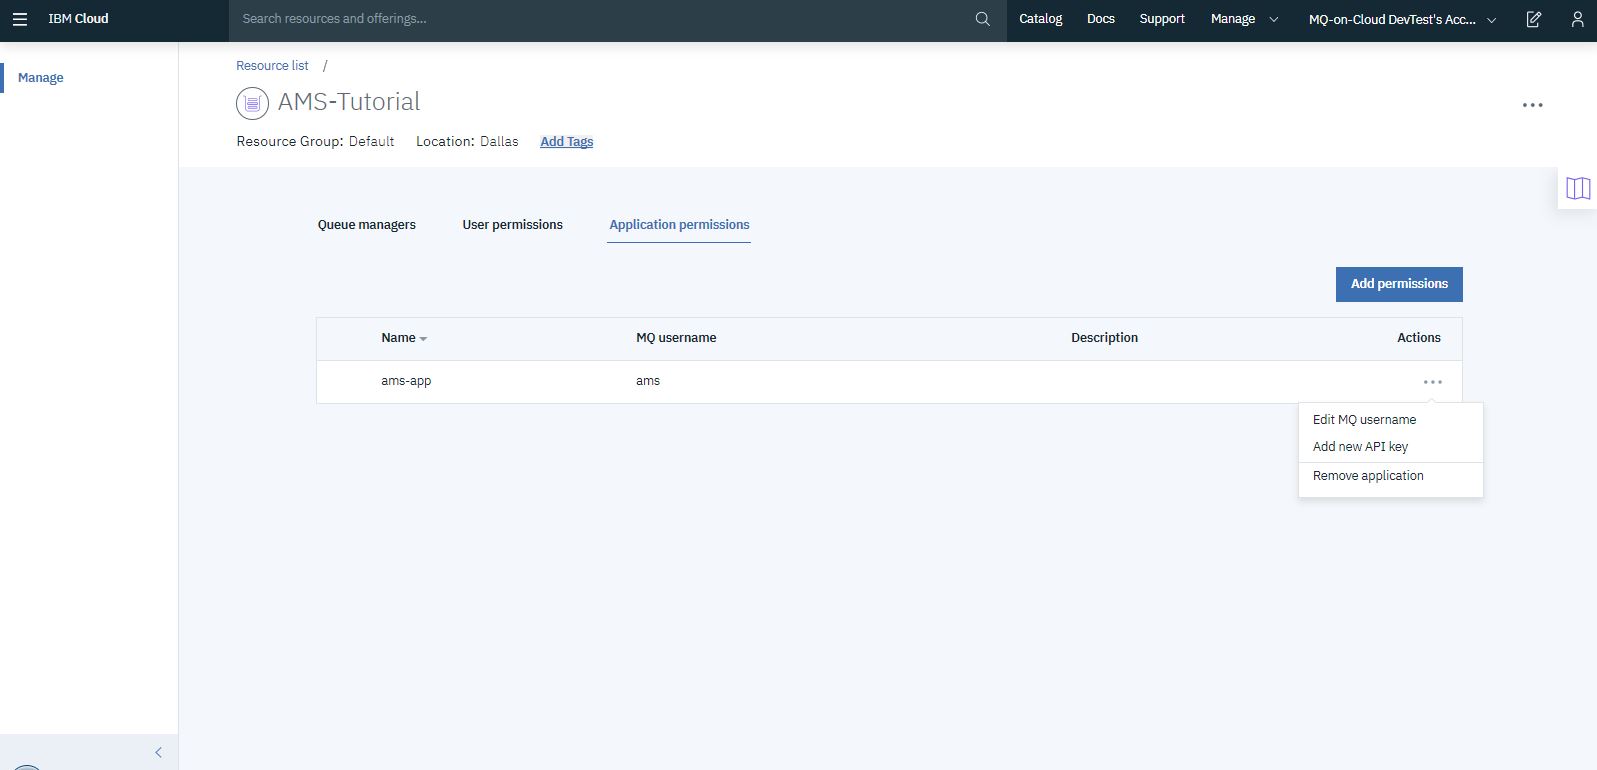 IBM Cloud
Search resources and offerings...
Catalog
Docs
Support
Manage
MQ-on-Cloud DevTest's Acc...
Manage
Resource list /
AMS-Tutorial
Resource Group: Default
Location: Dallas
Add Tags
Queue managers
User permissions
Application permissions
Add permissions
Name
MQ username
Description
Actions
ams-app
ams
Edit MQ username
Add new API key
Remove application